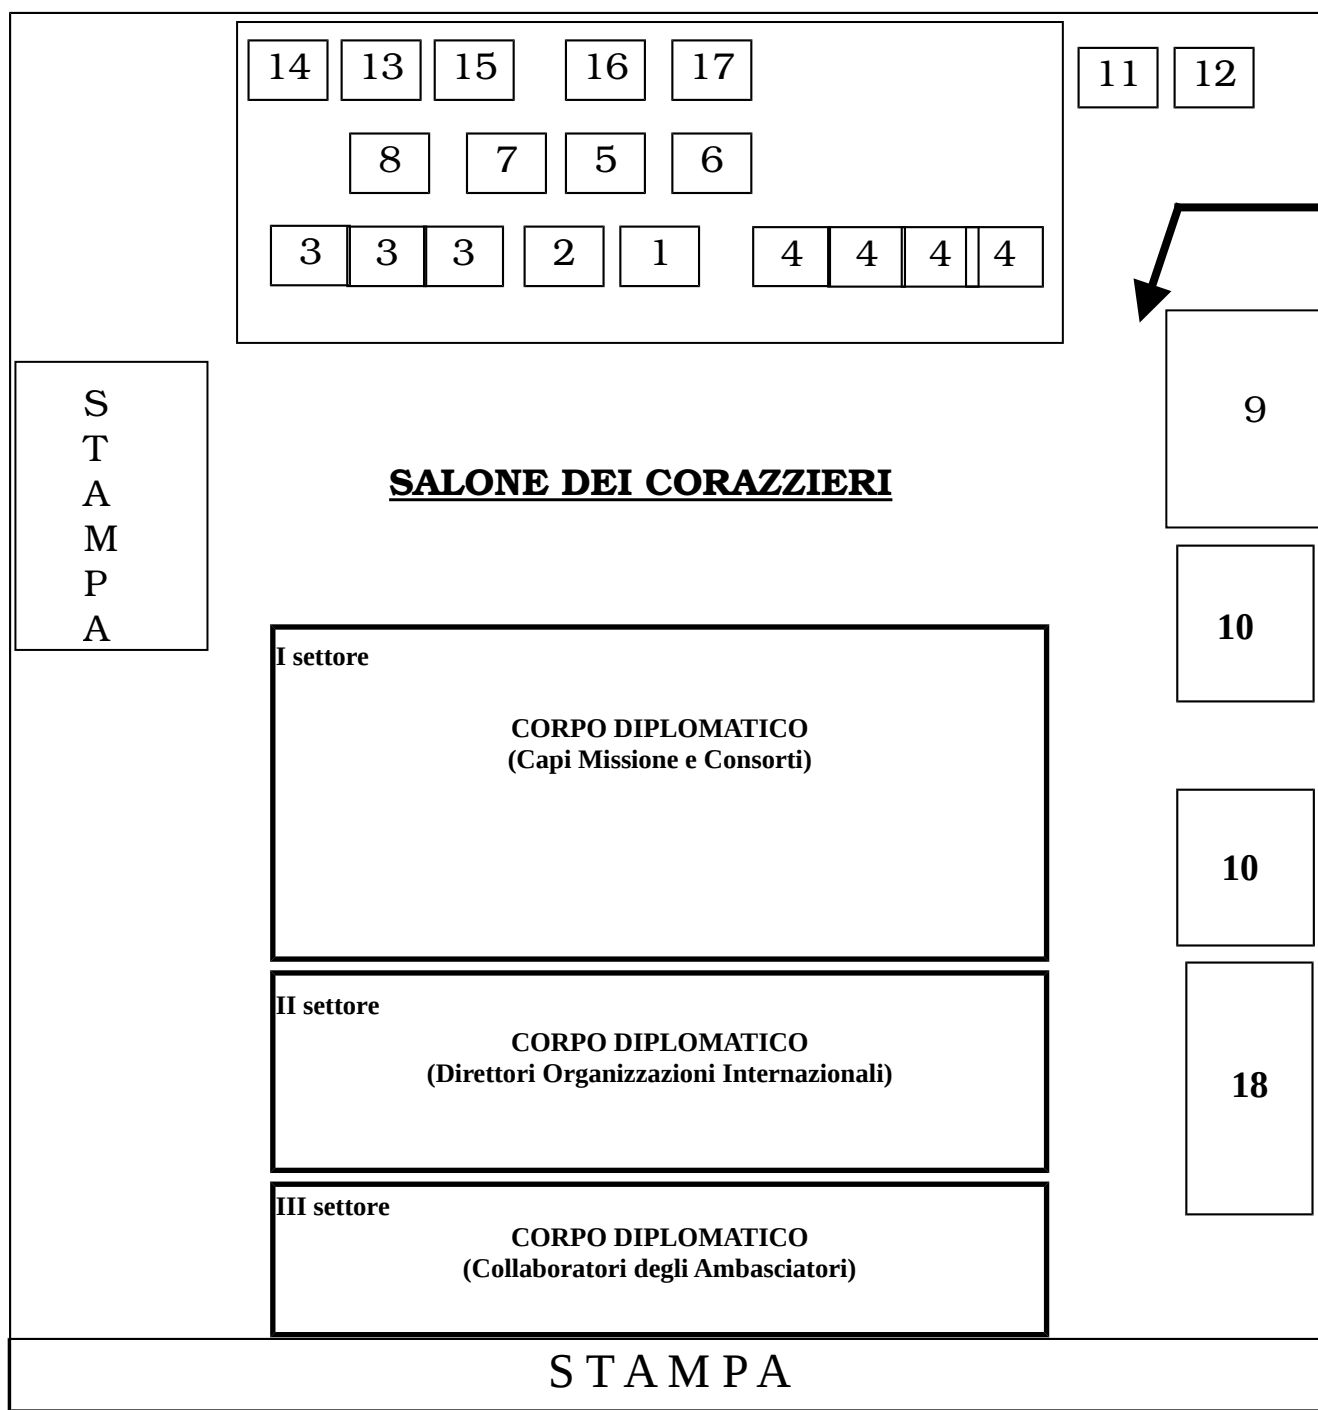 14 13 15 16 17 11 12
8 7 5 6
3 3 3 2 1 4 4 4 4
S
T
A
M
P
A
9
SALONE DEI CORAZZIERI
10
I settore
CORPO DIPLOMATICO
(Capi Missione e Consorti)
10
II settore
CORPO DIPLOMATICO
(Direttori Organizzazioni Internazionali)
18
III settore
CORPO DIPLOMATICO
(Collaboratori degli Ambasciatori)
S T A M P A